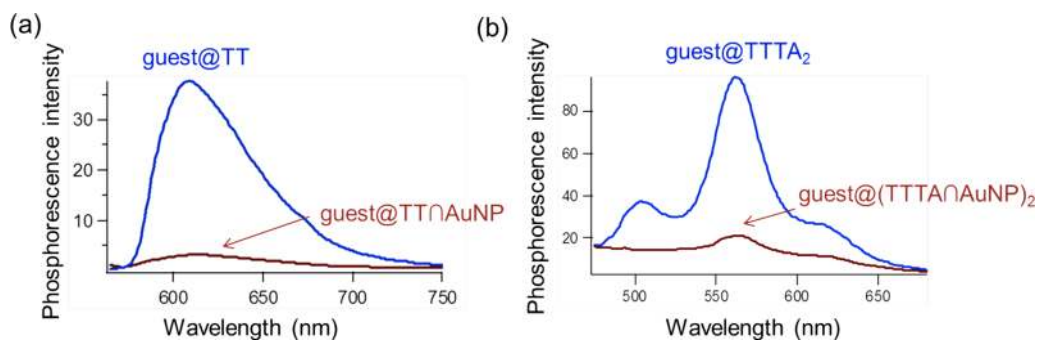 (a)
Phosphorescence intensity
guest@TT
30
20
10
guest@TT∩AuNP
600
650
700
750
Wavelength (nm)
(b)
Phosphorescence intensity
guest@TTTA₂
80
60
40
20
guest@(TTTA∩AuNP)₂
500
550
600
650
Wavelength (nm)